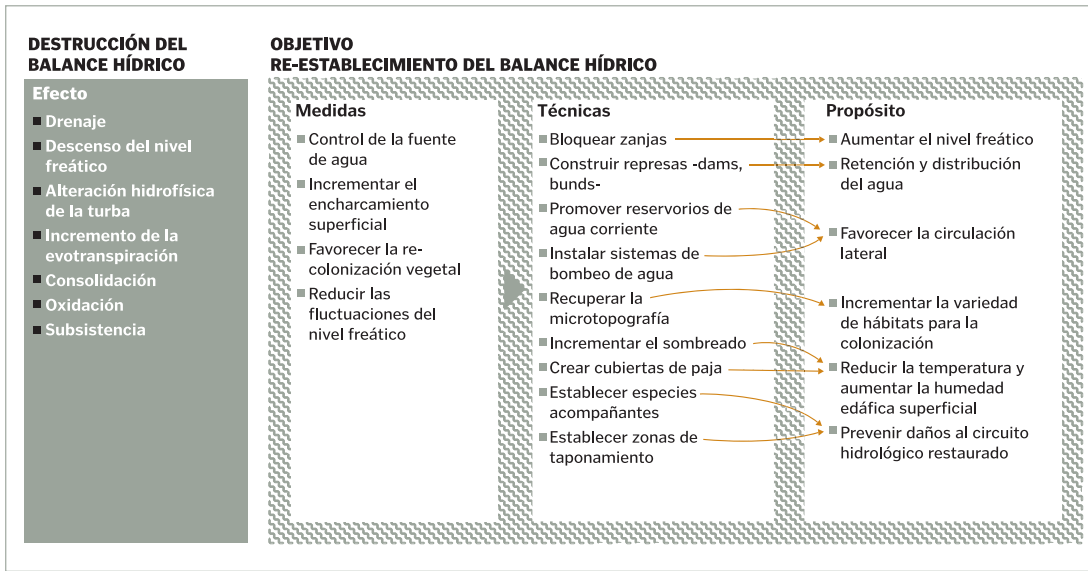 DESTRUCCIÓN DEL
BALANCE HÍDRICO
Efecto
Drenaje
Descenso del nivel
freático
Alteración hidrofísica
de la turba
Incremento de la
evotranspiración
Consolidación
Oxidación
Subsistencia
OBJETIVO
RE-ESTABLECIMIENTO DEL BALANCE HÍDRICO
Medidas
Control de la fuente
de agua
Incrementar el
encharcamiento
superficial
Favorecer la re-
colonización vegetal
Reducir las
fluctuaciones del
nivel freático
Técnicas
Bloquear zanjas
Construir represas -dams,
bunds-
Promover reservorios de
agua corriente
Instalar sistemas de
bombeo de agua
Recuperar la
microtopografía
Incrementar el sombreado
Crear cubiertas de paja
Establecer especies
acompañantes
Establecer zonas de
taponamiento
Propósito
Aumentar el nivel freático
Retención y distribución
del agua
Favorecer la circulación
lateral
Incrementar la variedad
de hábitats para la
colonización
Reducir la temperatura y
aumentar la humedad
edáfica superficial
Prevenir daños al circuito
hidrológico restaurado